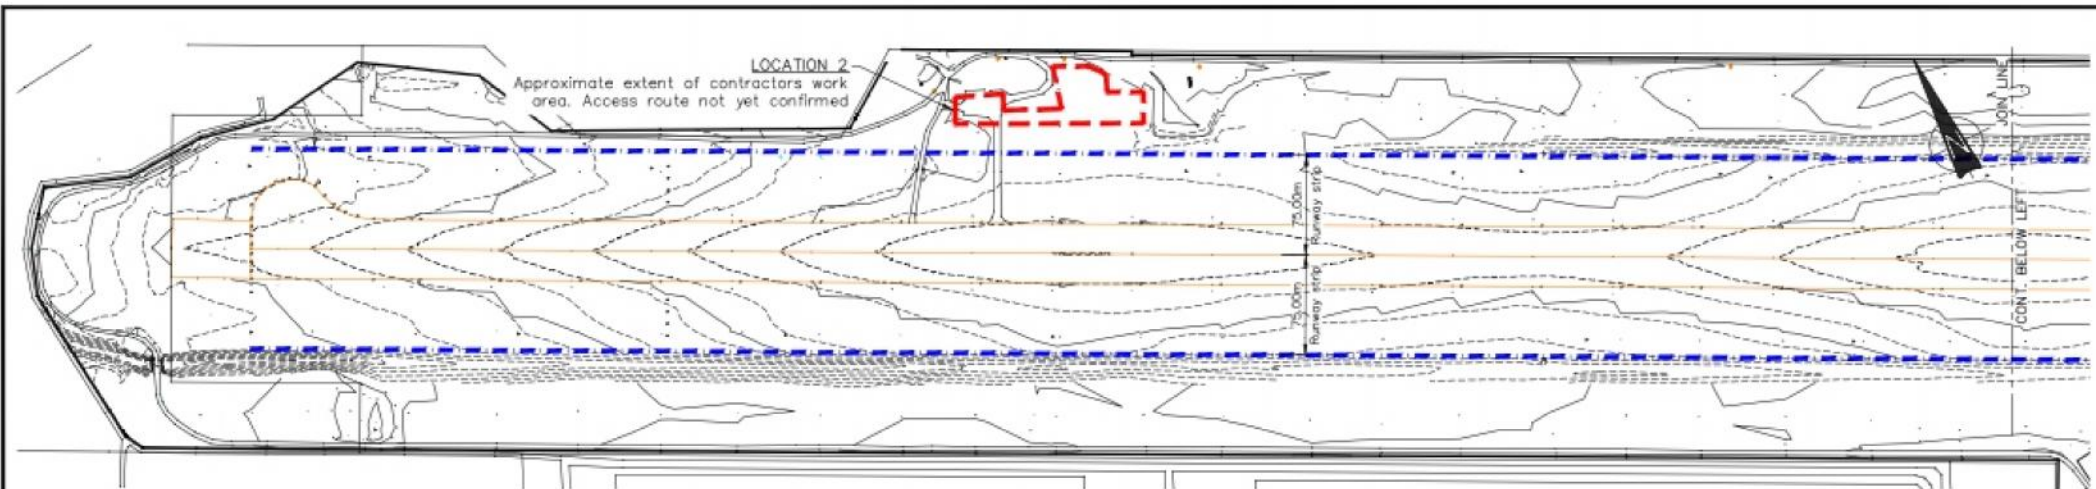 LOCATION 2
Approximate extent of contractors work
area. Access route not yet confirmed
75.00m
Runway strip
75.00m
Runway strip
JOIN LINE
CONT. BELOW LEFT